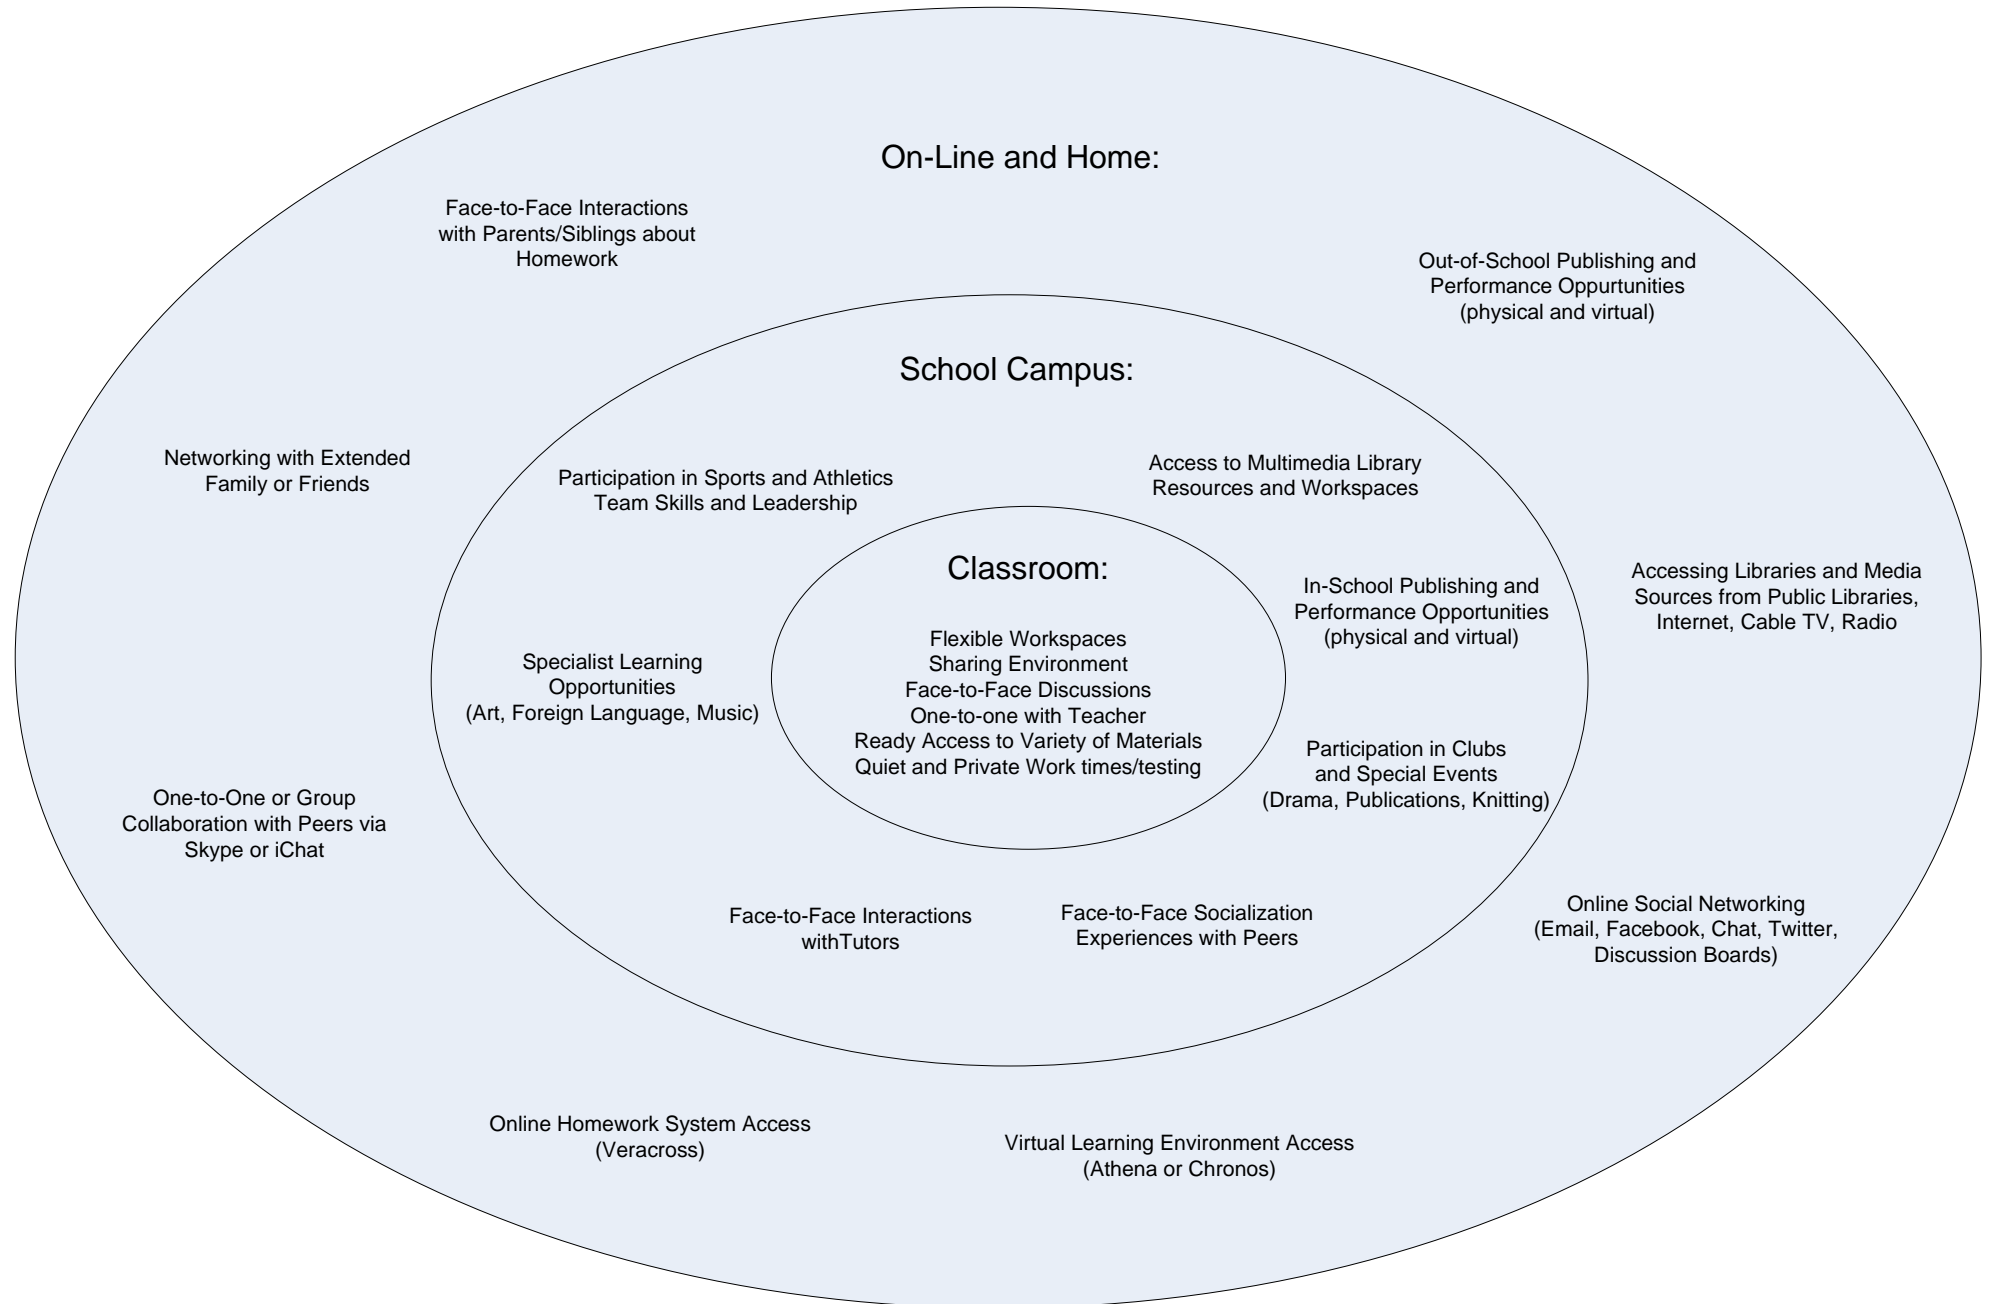 On-Line and Home:
Face-to-Face Interactions
with Parents/Siblings about
Homework
Out-of-School Publishing and
Performance Oppurtunities
(physical and virtual)
Networking with Extended
Family or Friends
Accessing Libraries and Media
Sources from Public Libraries,
Internet, Cable TV, Radio
One-to-One or Group
Collaboration with Peers via
Skype or iChat
Online Social Networking
(Email, Facebook, Chat, Twitter,
Discussion Boards)
Online Homework System Access
(Veracross)
Virtual Learning Environment Access
(Athena or Chronos)
School Campus:
Participation in Sports and Athletics
Team Skills and Leadership
Access to Multimedia Library
Resources and Workspaces
Specialist Learning
Opportunities
(Art, Foreign Language, Music)
In-School Publishing and
Performance Opportunities
(physical and virtual)
Participation in Clubs
and Special Events
(Drama, Publications, Knitting)
Face-to-Face Interactions
withTutors
Face-to-Face Socialization
Experiences with Peers
Classroom:
Flexible Workspaces
Sharing Environment
Face-to-Face Discussions
One-to-one with Teacher
Ready Access to Variety of Materials
Quiet and Private Work times/testing